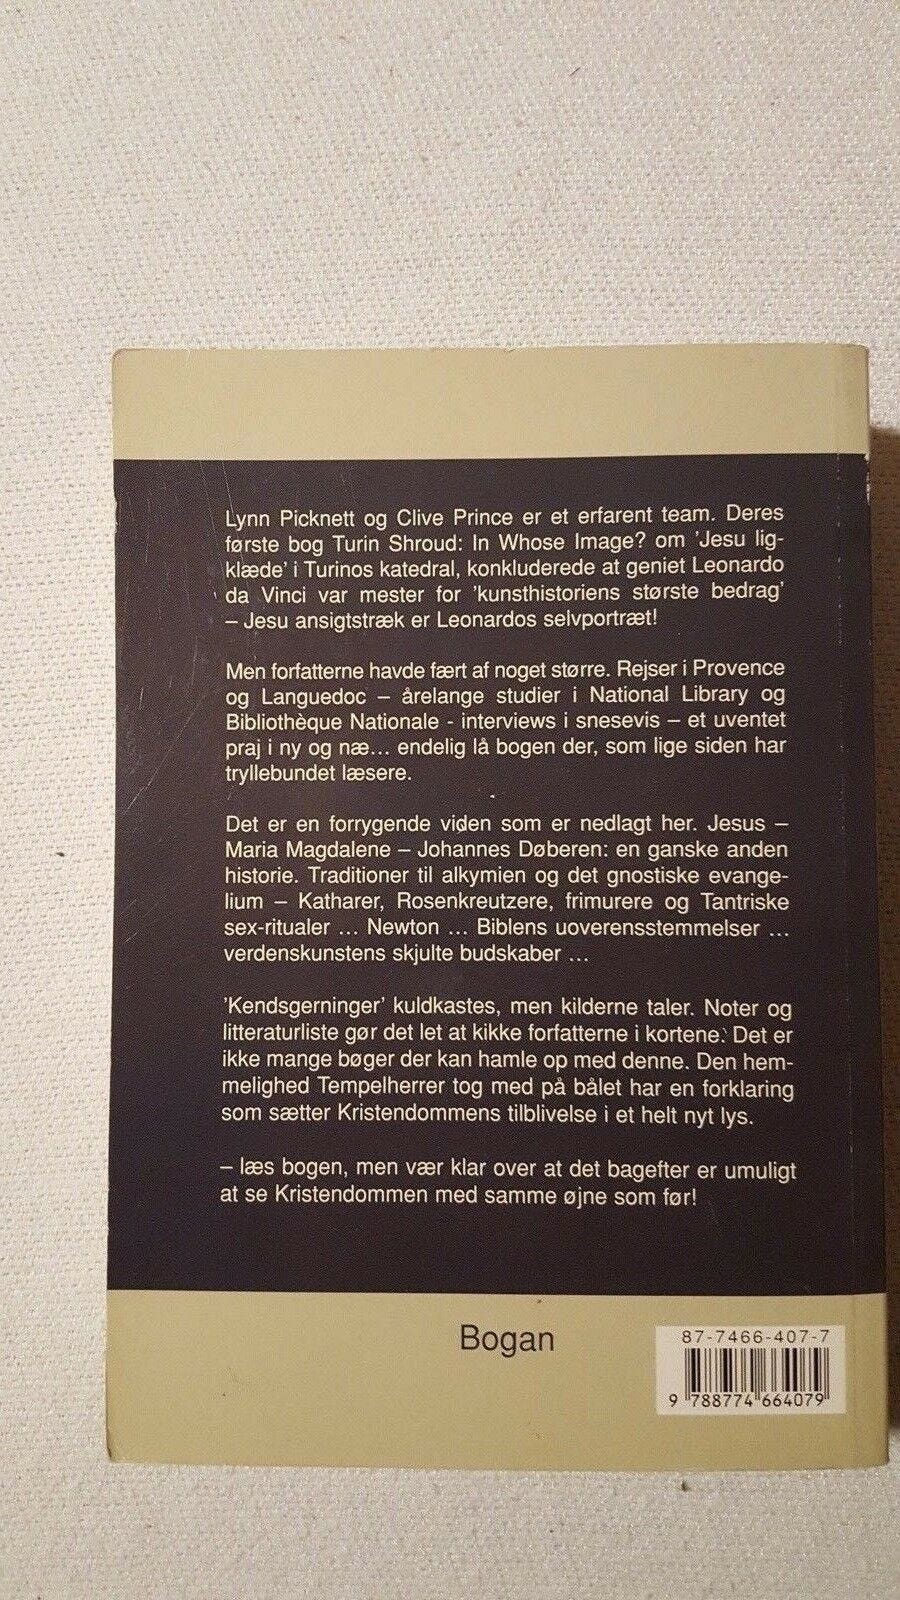 Lynn Picknett og Clive Prince er et erfarent team. Deres
første bog Turin Shroud: In Whose Image? om 'Jesu lig-
klæde' i Turinos katedral, konkluderede at geniet Leonardo
da Vinci var mester for 'kunsthistoriens største bedrag'
– Jesu ansigtstræk er Leonardos selvportræt!
Men forfatterne havde fært af noget større. Rejser i Provence
og Languedoc – årelange studier i National Library og
Bibliothèque Nationale - interviews i snesevis – et uventet
praj i ny og næ... endelig lå bogen der, som lige siden har
tryllebundet læsere.
Det er en forrygende viden som er nedlagt her. Jesus –
Maria Magdalene – Johannes Døberen: en ganske anden
historie. Traditioner til alkymien og det gnostiske evange-
lium – Katharer, Rosenkreutzere, frimurere og Tantriske
sex-ritualer ... Newton ... Biblens uoverensstemmelser ...
verdenskunstens skjulte budskaber ...
'Kendsgerninger' kuldkastes, men kilderne taler. Noter og
litteraturliste gør det let at kikke forfatterne i kortene. Det er
ikke mange bøger der kan hamle op med denne. Den hem-
melighed Tempelherrer tog med på bålet har en forklaring
som sætter Kristendommens tilblivelse i et helt nyt lys.
– læs bogen, men vær klar over at det bagefter er umuligt
at se Kristendommen med samme øjne som før!
Bogan
87-7466-407-7
9 788774 664079